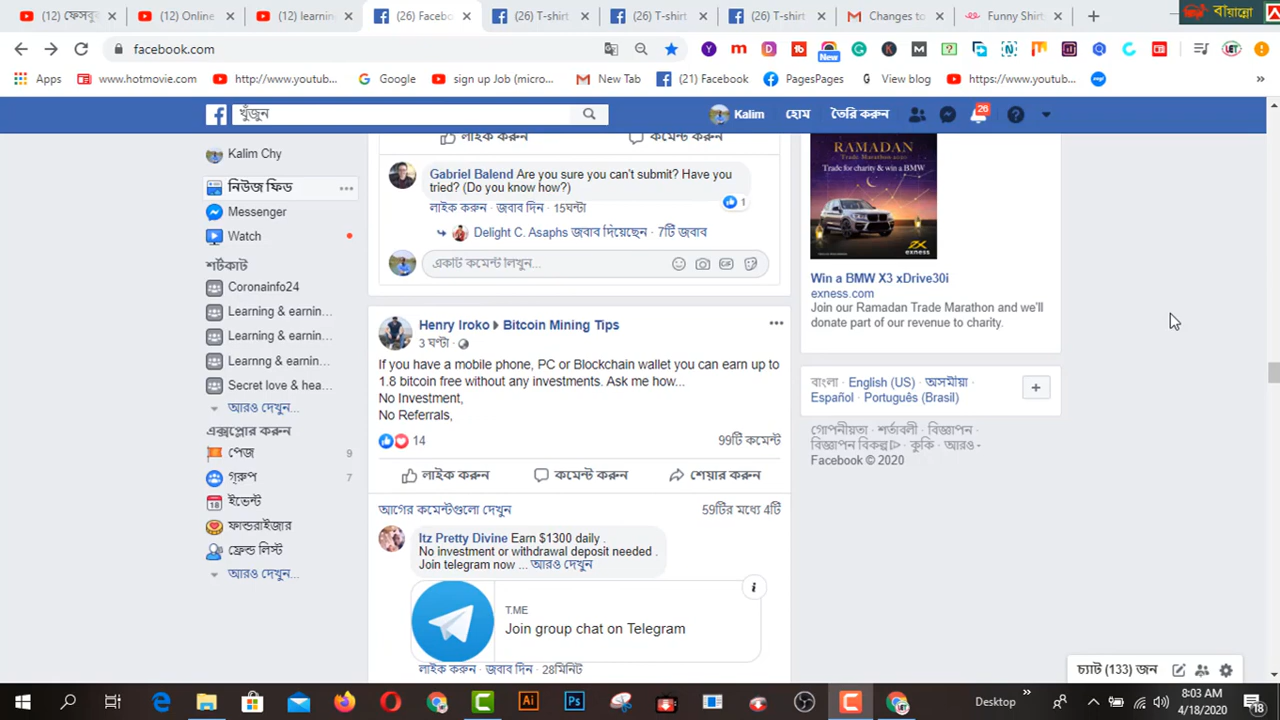 (12) ফেসবু
(12) Online
(12) learnin
(26) Facebo
(26) T-shirt
(26) T-shirt
(26) T-shirt
Changes to
Funny Shirt
বাঁয়ান্নো
facebook.com
New
Apps
www.hotmovie.com
http://www.youtub...
Google
sign up Job (micro...
New Tab
(21) Facebook
PagesPages
View blog
https://www.youtub...
খুঁজুন
Kalim
হোম
তৈরি করুন
26
Kalim Chy
নিউজ ফিড
Messenger
Watch
শর্টকাট
Coronainfo24
Learning & earnin...
Learning & earnin...
Learnng & earnin...
Secret love & hea...
আরও দেখুন...
এক্সপ্লোর করুন
পেজ 9
গ্রুপ 7
ইভেন্ট
ফান্ডরাইজার
ফ্রেন্ড লিস্ট
আরও দেখুন...
লাইক করুন
কমেন্ট করুন
Gabriel Balend Are you sure you can't submit? Have you
tried? (Do you know how?)
লাইক করুন · জবাব দিন · 15ঘণ্টা
1
Delight C. Asaphs জবাব দিয়েছেন · 7টি জবাব
একটি কমেন্ট লিখুন...
Henry Iroko Bitcoin Mining Tips
3 ঘণ্টা
If you have a mobile phone, PC or Blockchain wallet you can earn up to
1.8 bitcoin free without any investments. Ask me how...
No Investment,
No Referrals,
14
99টি কমেন্ট
লাইক করুন
কমেন্ট করুন
শেয়ার করুন
আগের কমেন্টগুলো দেখুন
59টির মধ্যে 4টি
Itz Pretty Divine Earn $1300 daily .
No investment or withdrawal deposit needed .
Join telegram now ... আরও দেখুন
T.ME
Join group chat on Telegram
লাইক করুন · জবাব দিন · 28মিনিট
RAMADAN
Trade Marathon 2020
Trade for charity & win a BMW
exness
Win a BMW X3 xDrive30i
exness.com
Join our Ramadan Trade Marathon and we'll
donate part of our revenue to charity.
বাংলা · English (US) · অসমীয়া ·
Español · Português (Brasil)
গোপনীয়তা · শর্তাবলী · বিজ্ঞাপন ·
বিজ্ঞাপন বিকল্প · কুকি · আরও
Facebook © 2020
চ্যাট (133) জন
Desktop
8:03 AM
4/18/2020
18